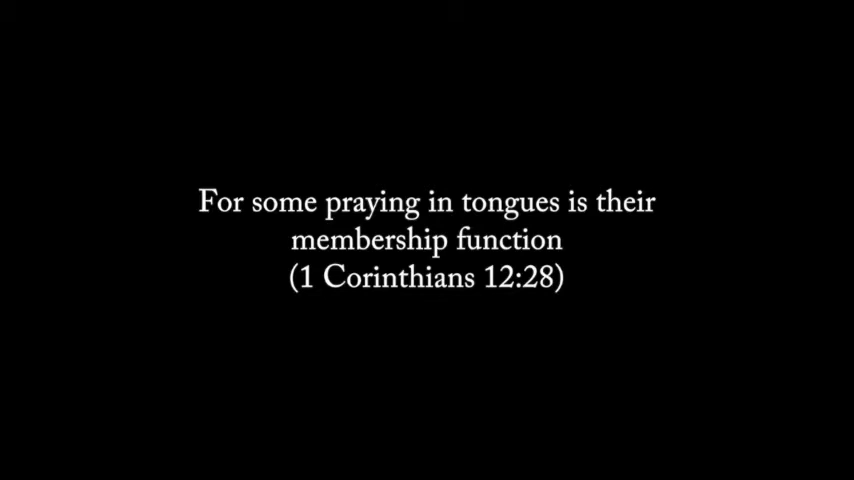 For some praying in tongues is their
membership function
(1 Corinthians 12:28)